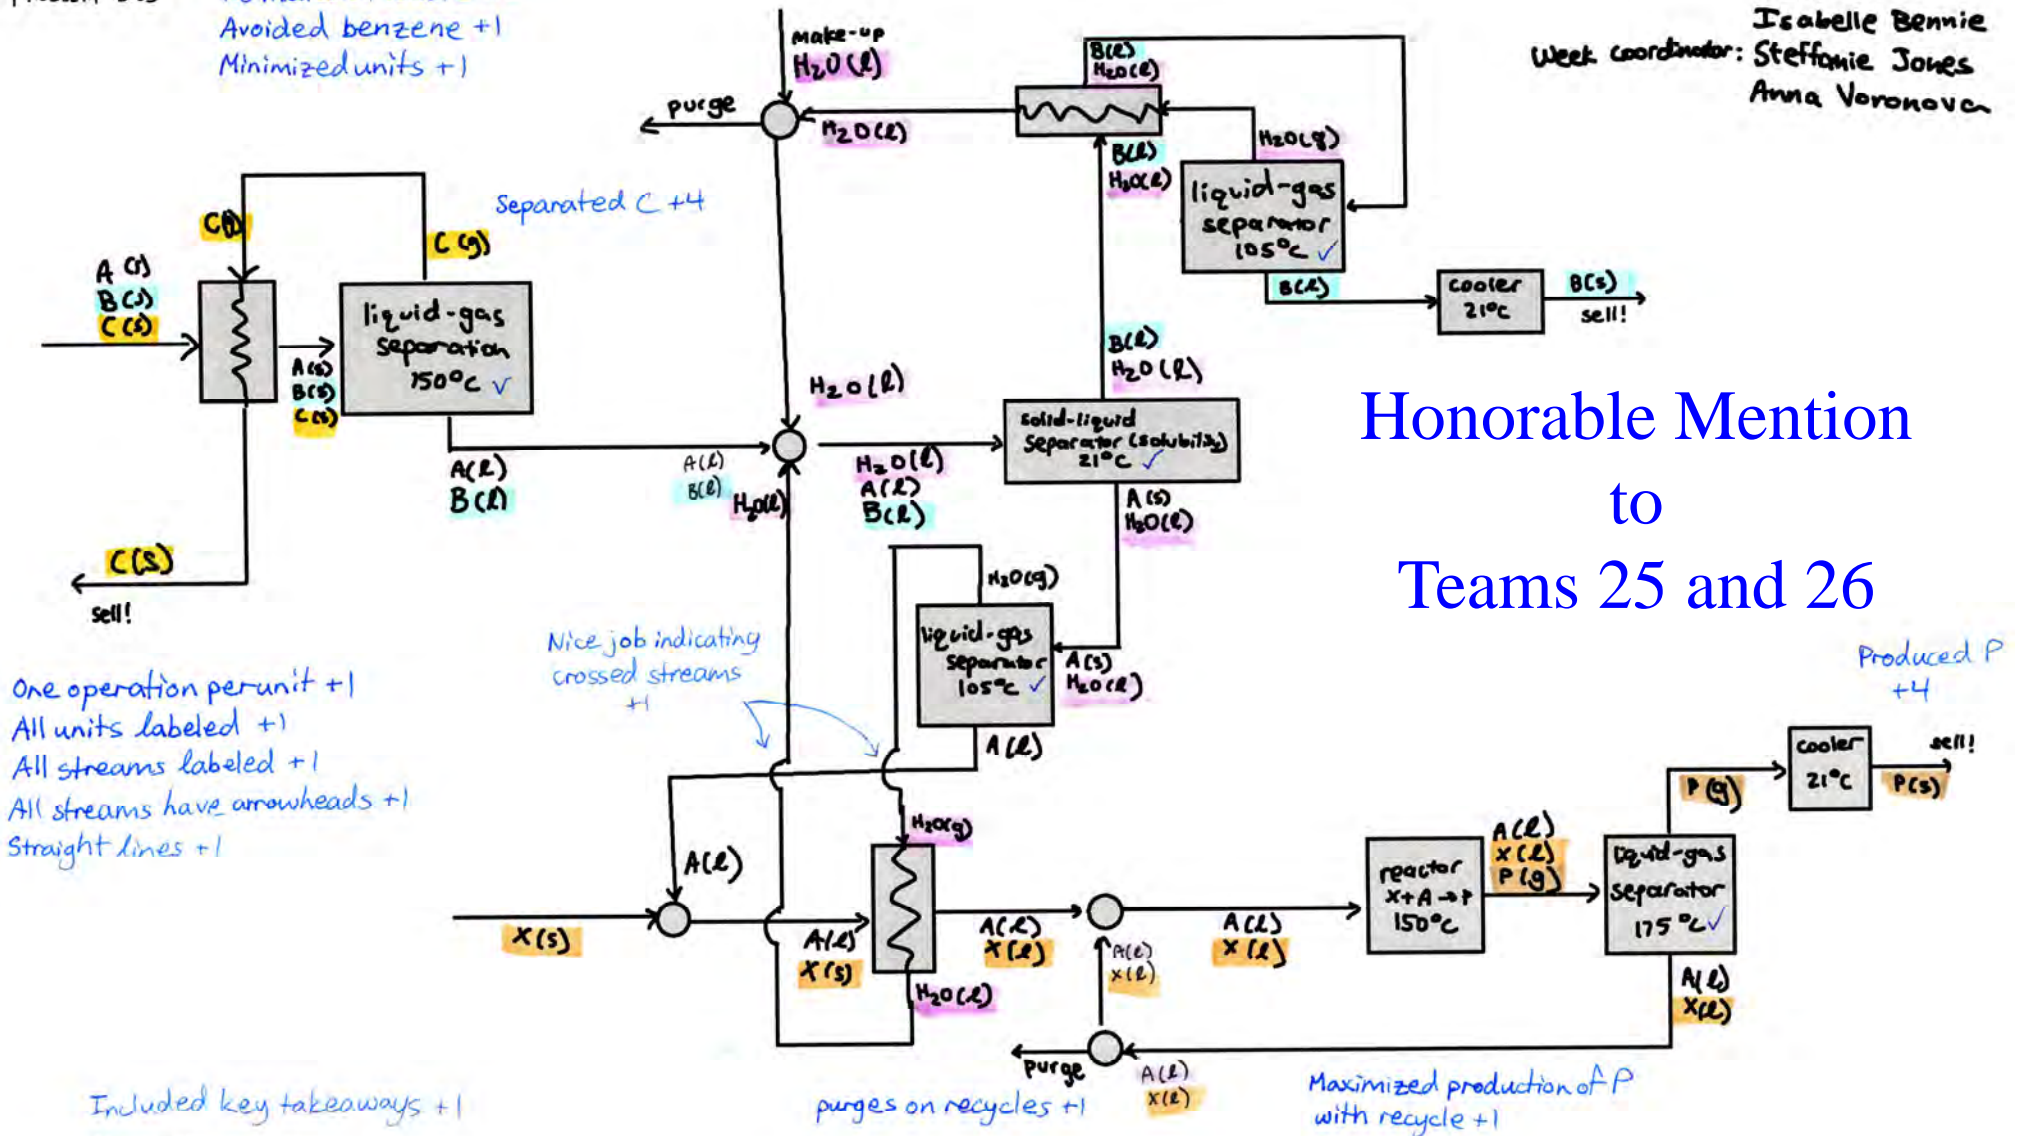 Avoided benzene +1
Minimized units +1
make-up
H₂O(l)
purge
H₂O(l)
B(l)
H₂O(l)
Isabelle Bennie
Week coordinator: Steffanie Jones
Anna Voronova
B(l)
H₂O(l)
H₂O(g)
liquid-gas
separator
105°C ✓
B(l)
cooler
21°C
B(s)
sell!
Separated C +4
C(g)
A(s)
B(s)
C(s)
A(s)
B(s)
C(s)
liquid-gas
separation
150°C ✓
A(l)
B(l)
C(s)
sell!
H₂O(l)
A(l)
B(l)
H₂O(l)
H₂O(l)
A(l)
B(l)
B(l)
H₂O(l)
solid-liquid
separator (solubility)
21°C ✓
A(s)
H₂O(l)
Honorable Mention
to
Teams 25 and 26
H₂O(g)
liquid-gas
separator
105°C ✓
A(s)
H₂O(l)
A(l)
Nice job indicating
crossed streams
+1
One operation per unit +1
All units labeled +1
All streams labeled +1
All streams have arrowheads +1
Straight lines +1
Produced P
+4
A(l)
X(s)
A(l)
X(s)
H₂O(g)
H₂O(l)
A(l)
X(l)
A(l)
X(l)
A(l)
X(l)
reactor
X+A→P
150°C
A(l)
X(l)
P(g)
liquid-gas
separator
175°C ✓
P(g)
cooler
21°C
sell!
P(s)
A(l)
X(l)
purge
A(l)
X(l)
Included key takeaways +1
purges on recycles +1
Maximized production of P
with recycle +1